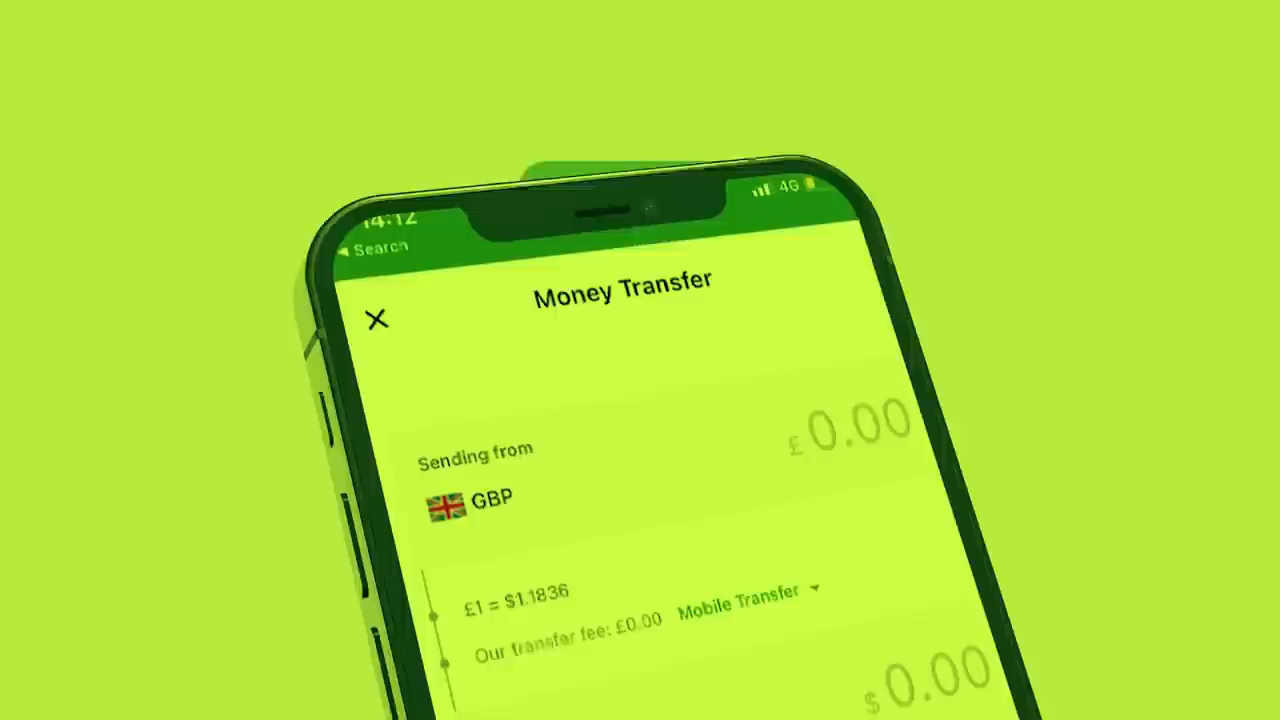 14:12
4G
◀ Search
Money Transfer
£ 0.00
Sending from
GBP
£1 = $1.1836
Our transfer fee: £0.00 Mobile Transfer
$ 0.00